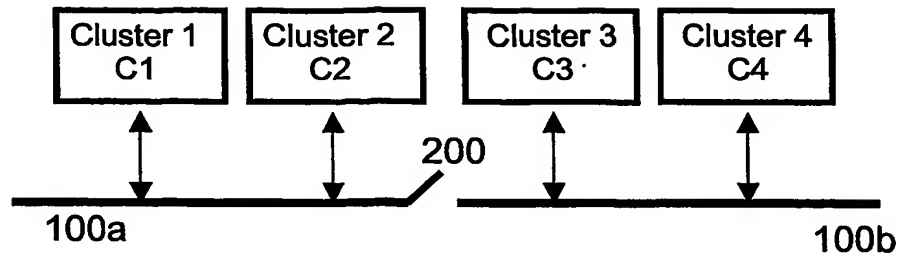 Cluster 1
C1
Cluster 2
C2
Cluster 3
C3
Cluster 4
C4
200
100a
100b